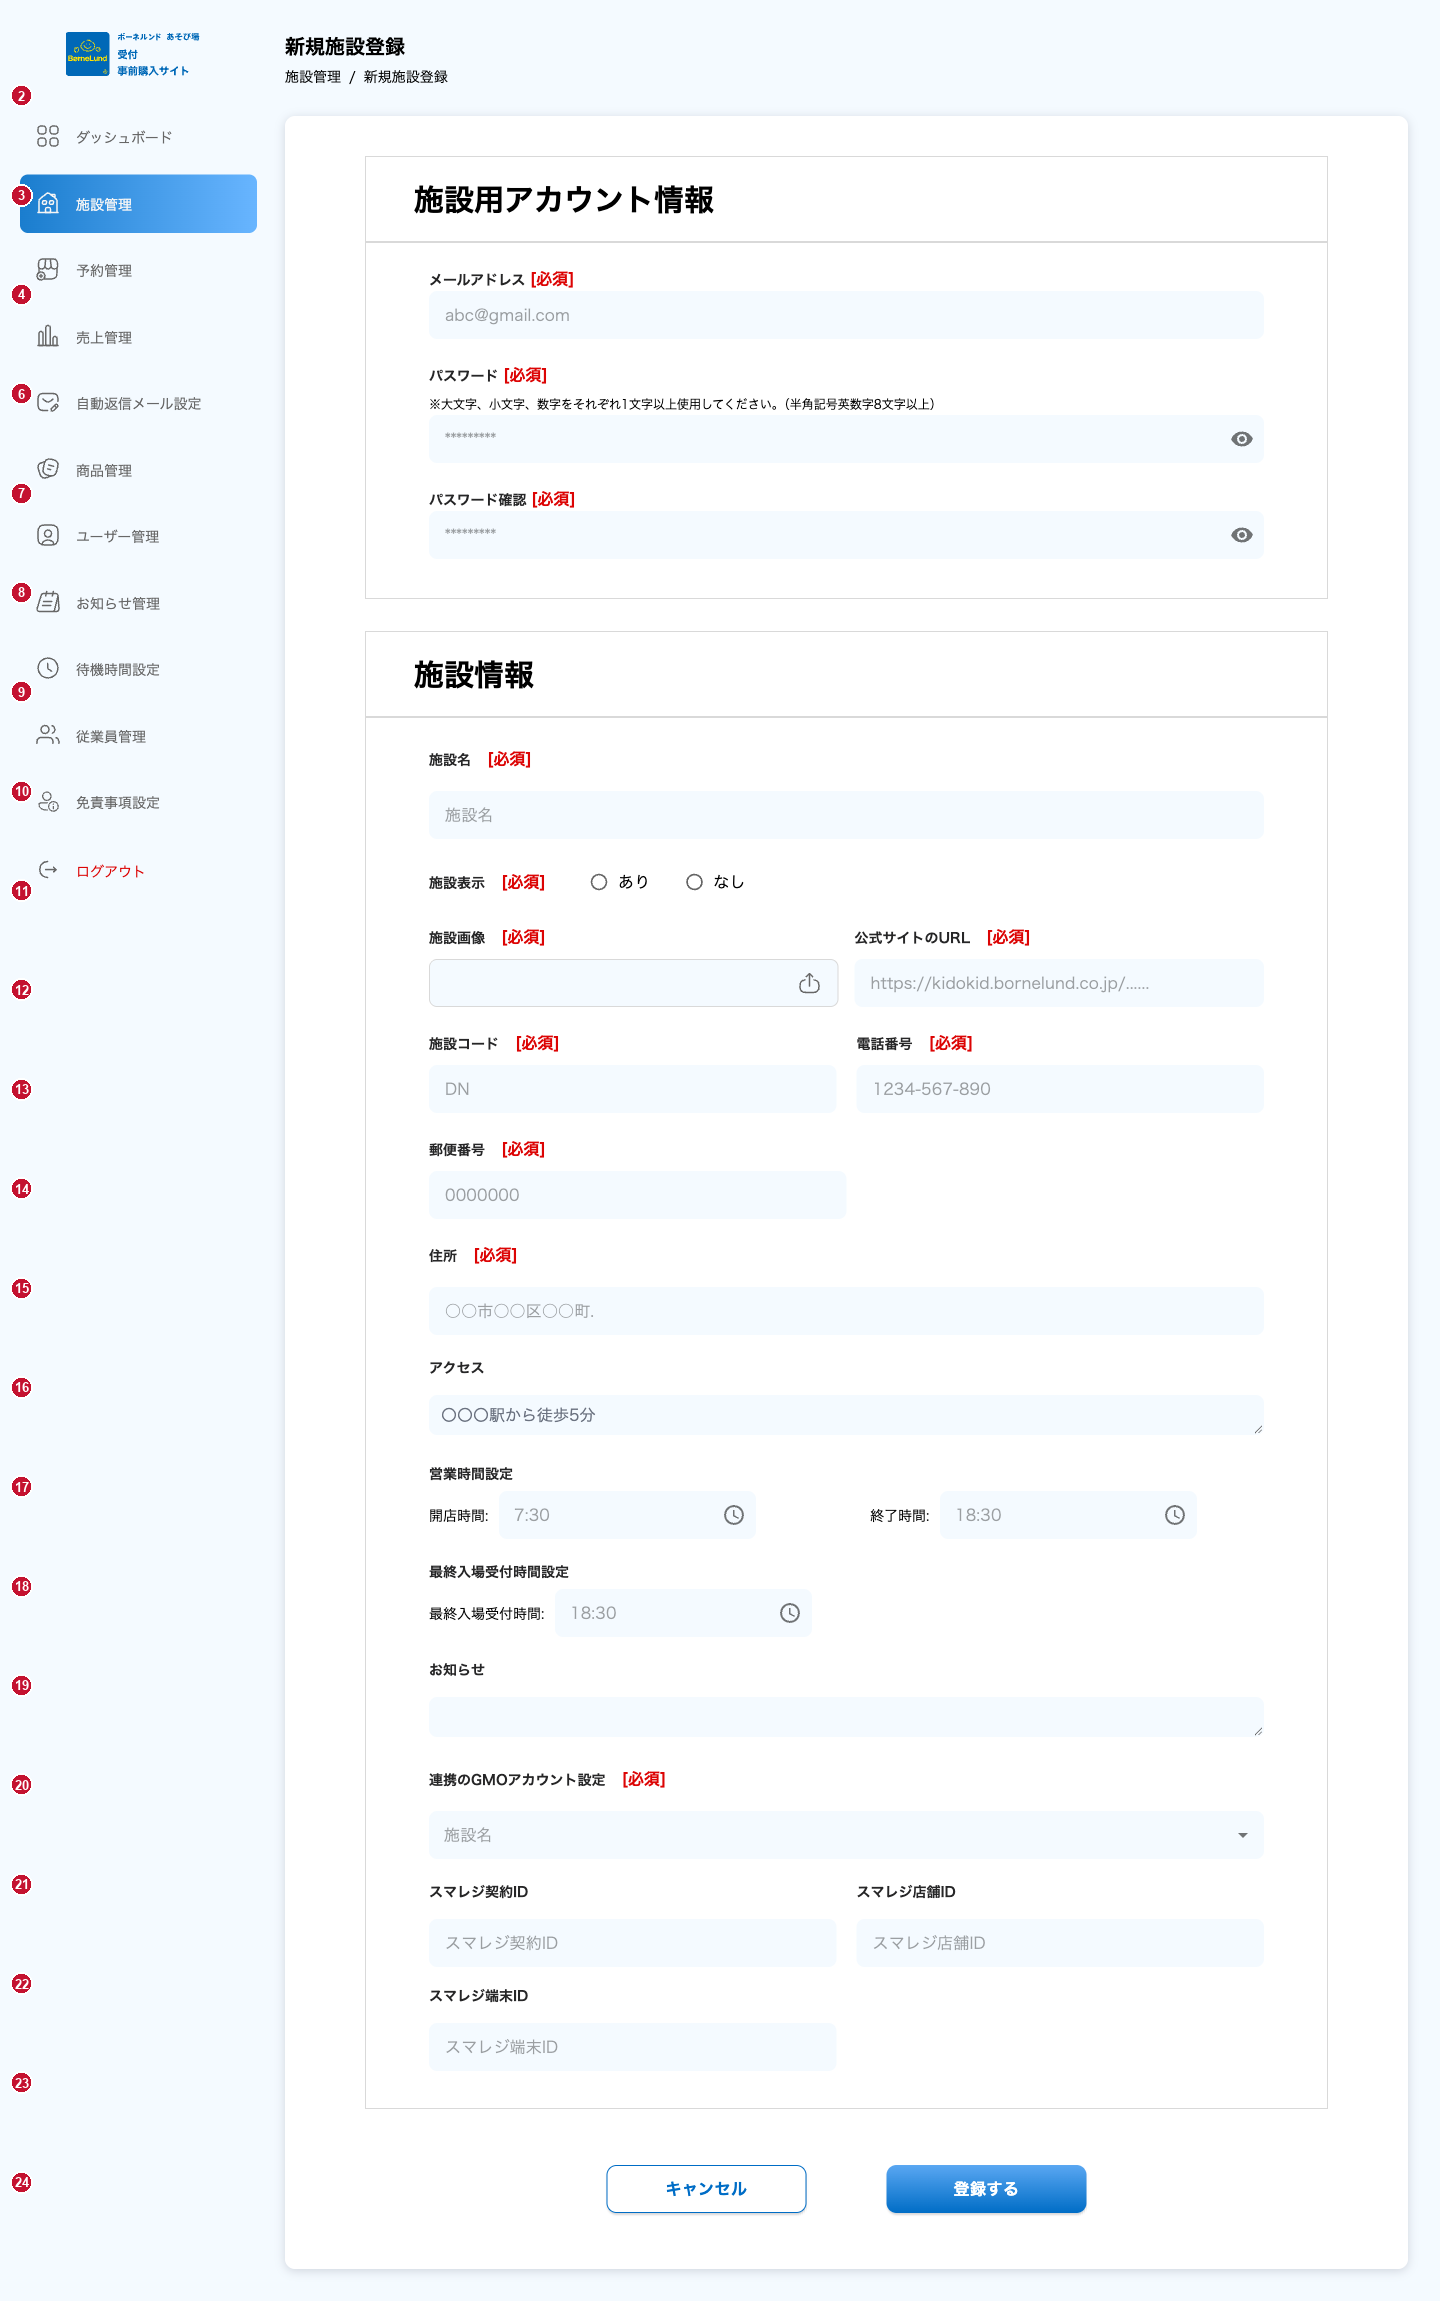 BorneLund
ボーネルンド あそび場
受付
事前購入サイト
新規施設登録
施設管理 / 新規施設登録
2
ダッシュボード
3
施設管理
予約管理
4
売上管理
6
自動返信メール設定
商品管理
7
ユーザー管理
8
お知らせ管理
待機時間設定
9
従業員管理
10
免責事項設定
ログアウト
11
12
13
14
15
16
17
18
19
20
21
22
23
24
施設用アカウント情報
メールアドレス [必須]
abc@gmail.com
パスワード [必須]
※大文字、小文字、数字をそれぞれ1文字以上使用してください。（半角記号英数字8文字以上）
*********
パスワード確認 [必須]
*********
施設情報
施設名 [必須]
施設名
施設表示 [必須] あり なし
施設画像 [必須] 公式サイトのURL [必須]
https://kidokid.bornelund.co.jp/......
施設コード [必須] 電話番号 [必須]
DN 1234-567-890
郵便番号 [必須]
0000000
住所 [必須]
○○市○○区○○町.
アクセス
〇〇〇駅から徒歩5分
営業時間設定
開店時間: 7:30 終了時間: 18:30
最終入場受付時間設定
最終入場受付時間: 18:30
お知らせ
連携のGMOアカウント設定 [必須]
施設名
スマレジ契約ID スマレジ店舗ID
スマレジ契約ID スマレジ店舗ID
スマレジ端末ID
スマレジ端末ID
キャンセル 登録する